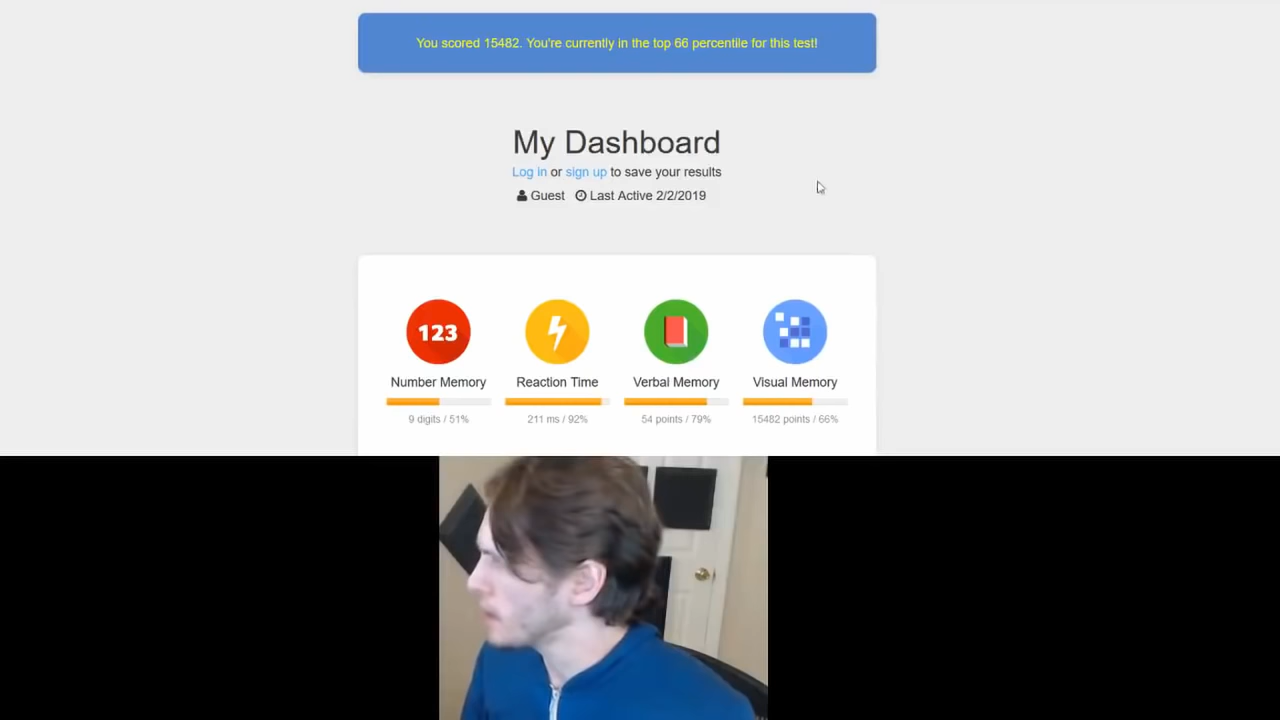 You scored 15482. You're currently in the top 66 percentile for this test!
My Dashboard
Log in or sign up to save your results
Guest Last Active 2/2/2019
123
Number Memory Reaction Time Verbal Memory Visual Memory
9 digits / 51% 211 ms / 92% 54 points / 79% 15482 points / 66%